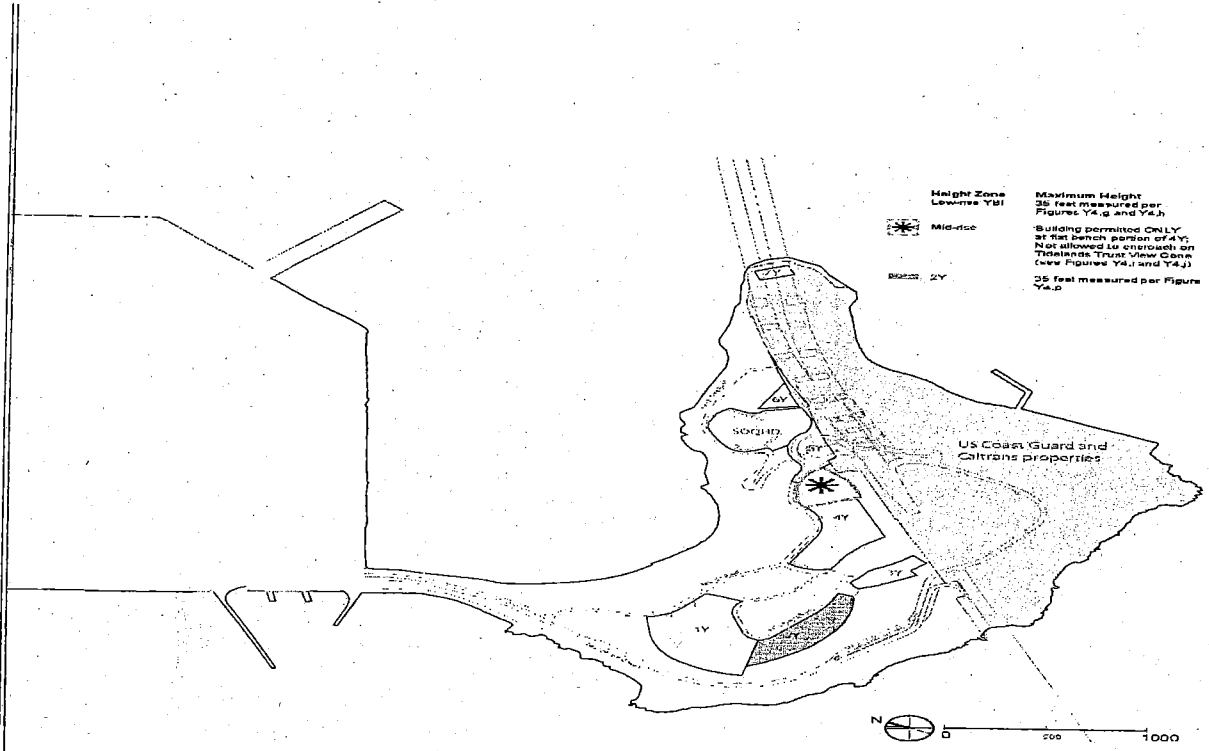 Height Zone
Low-rise YBI
Maximum Height
35 feet measured per
Figures Y4.g and Y4.h
Mid-rise
Building permitted ONLY
at flat bench portion of 4Y;
Not allowed to encroach on
Tidelands Trust View Cone
(see Figures Y4.i and Y4.j)
2Y
35 feet measured per Figure
Y4.p
6Y
US Coast Guard and
Caltrans properties
4Y
3Y
1Y
N
0
500
1000